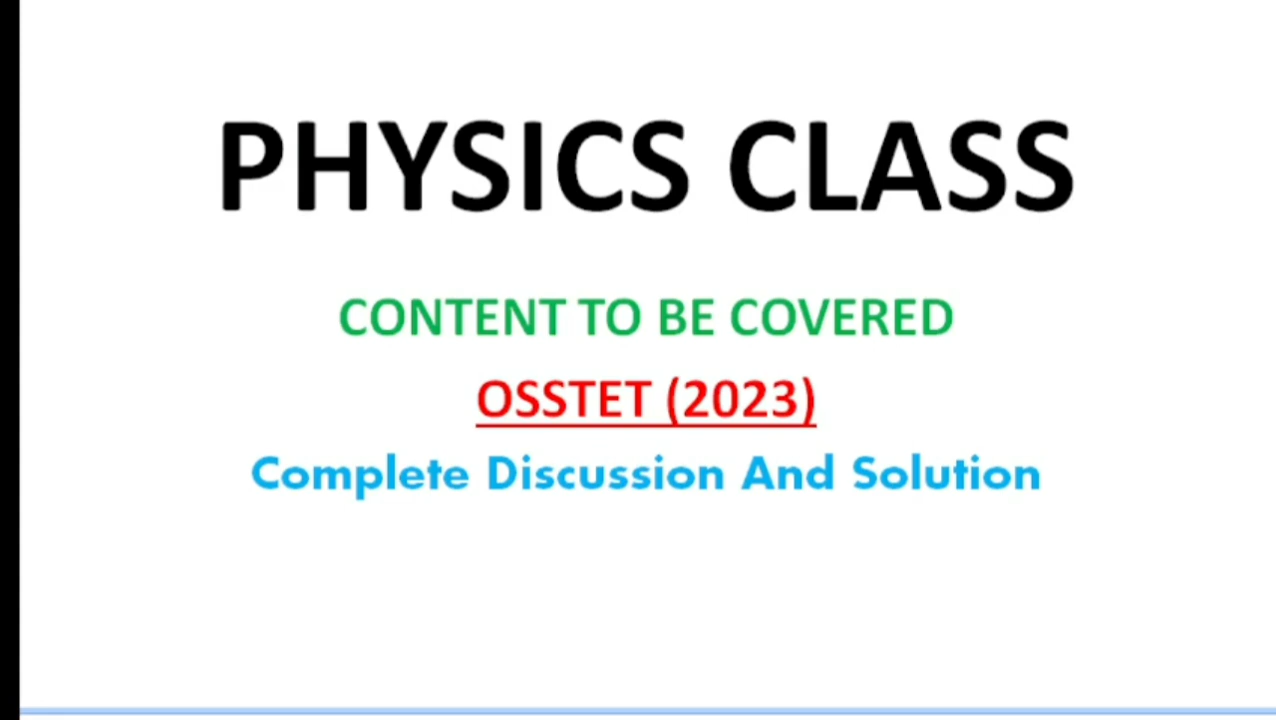 PHYSICS CLASS
CONTENT TO BE COVERED
OSSTET (2023)
Complete Discussion And Solution